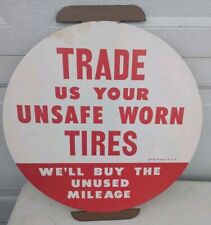 TRADE
US YOUR
UNSAFE WORN
TIRES
WE'LL BUY THE
UNUSED
MILEAGE